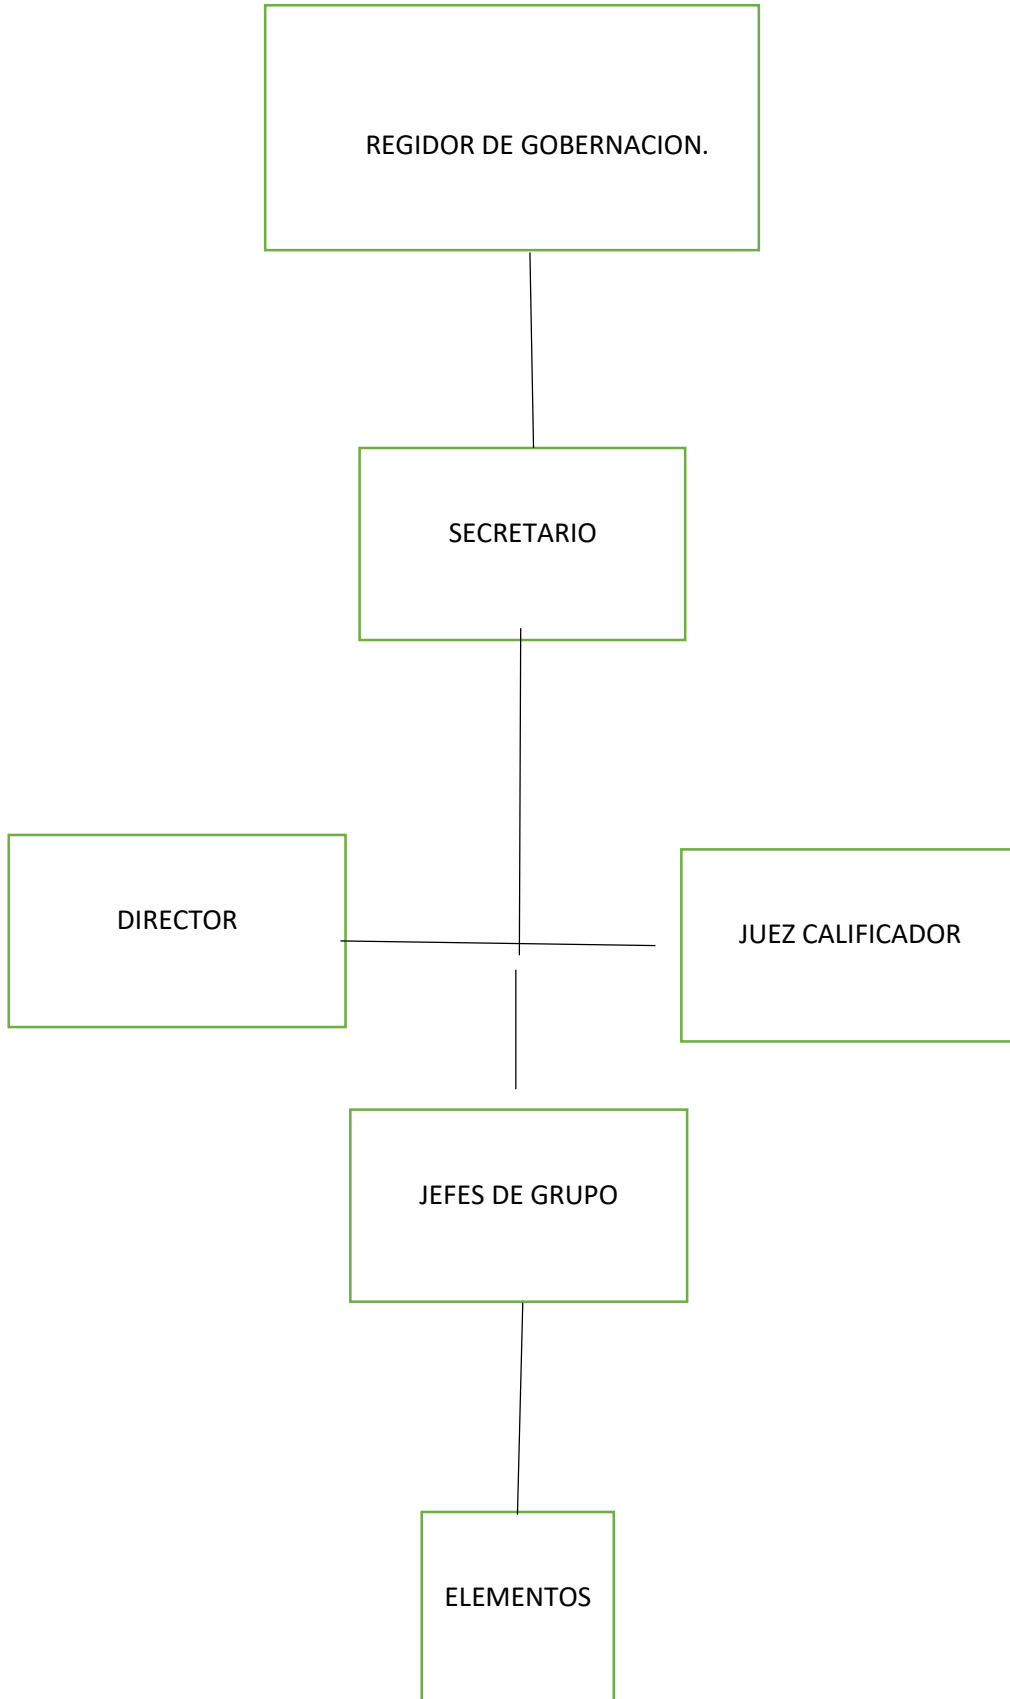 REGIDOR DE GOBERNACION.
SECRETARIO
DIRECTOR
JUEZ CALIFICADOR
JEFES DE GRUPO
ELEMENTOS